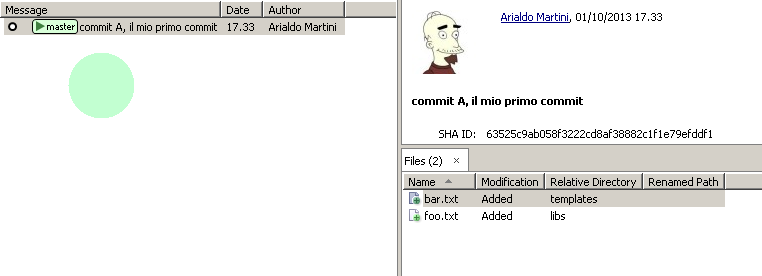 Message Date Author
master commit A, il mio primo commit 17.33 Arialdo Martini
Arialdo Martini, 01/10/2013 17.33
commit A, il mio primo commit
SHA ID: 63525c9ab058f3222cd8af38882c1f1e79efddf1
Files (2) ×
Name Modification Relative Directory Renamed Path
bar.txt Added templates
foo.txt Added libs